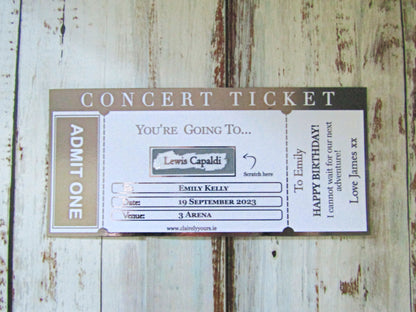 CONCERT TICKET
ADMIT ONE
YOU'RE GOING TO...
Lewis Capaldi
Scratch here
EMILY KELLY
Date: 19 SEPTEMBER 2023
Venue: 3 ARENA
www.clairelyyours.ie
To Emily
HAPPY BIRTHDAY!
I cannot wait for our next
adventure!
Love James xx